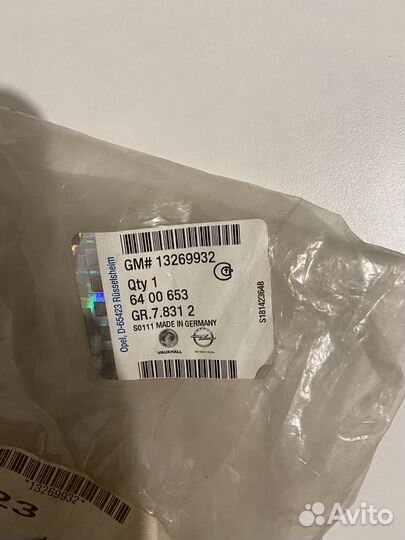 Opel, D-65423 Rüsselsheim
GM# 13269932
Qty 1
64 00 653
GR.7.831 2
S0111 MADE IN GERMANY
VAUXHALL
S181423648
"13269932"
23
Avito